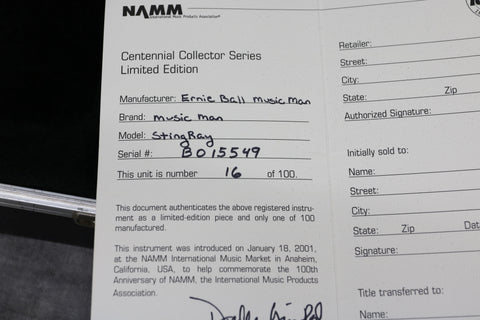 NAMM
International Music Products Association®
Centennial Collector Series
Limited Edition
Manufacturer: Ernie Ball Music Man
Brand: Music Man
Model: StingRay
Serial #: B015549
This unit is number 16 of 100.
This document authenticates the above registered instru-
ment as a limited-edition piece and only one of 100
manufactured.
This instrument was introduced on January 18, 2001,
at the NAMM International Music Market in Anaheim,
California, USA, to help commemorate the 100th
Anniversary of NAMM, the International Music Products
Association.
Retailer:
Street:
City:
State: Zip
Authorized Signature:
Initially sold to:
Name:
Street:
City:
State: Zip Dat
Signature:
Title transferred to:
Name: